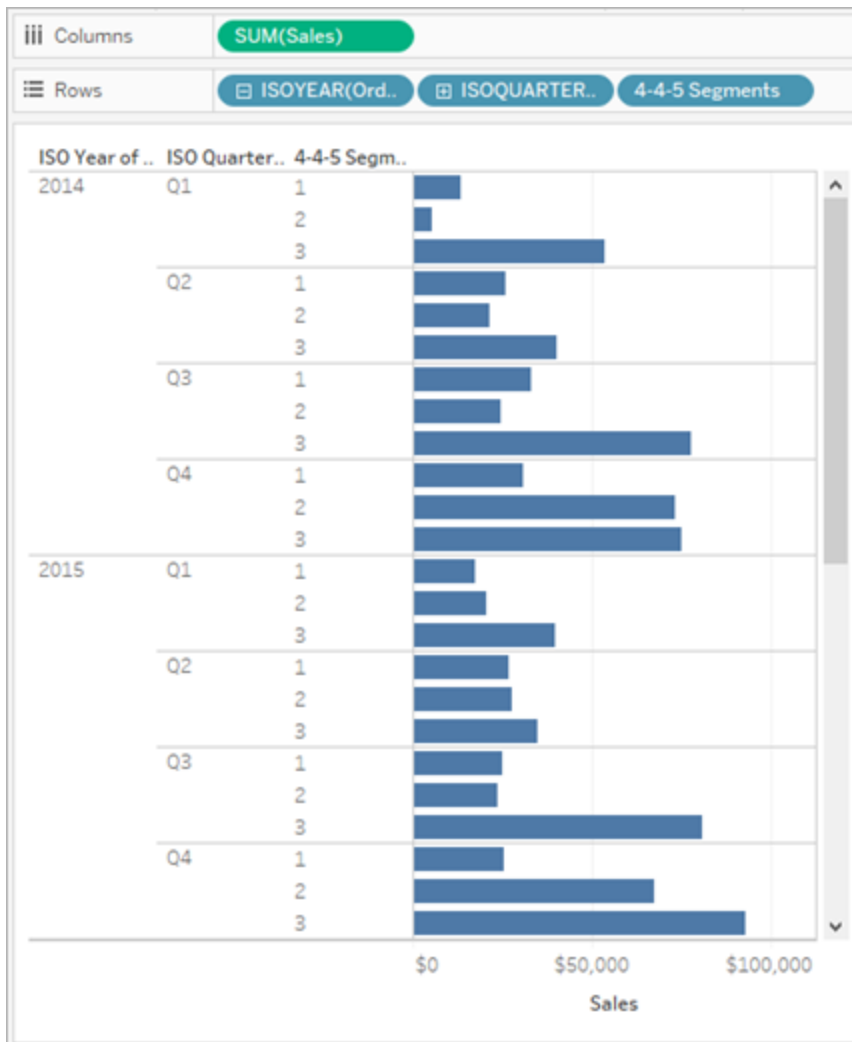 Columns SUM(Sales)
Rows ISOYEAR(Ord.. ISOQUARTER.. 4-4-5 Segments
ISO Year of .. ISO Quarter.. 4-4-5 Segm..
2014 Q1 1
2
3
Q2 1
2
3
Q3 1
2
3
Q4 1
2
3
2015 Q1 1
2
3
Q2 1
2
3
Q3 1
2
3
Q4 1
2
3
$0 $50,000 $100,000
Sales